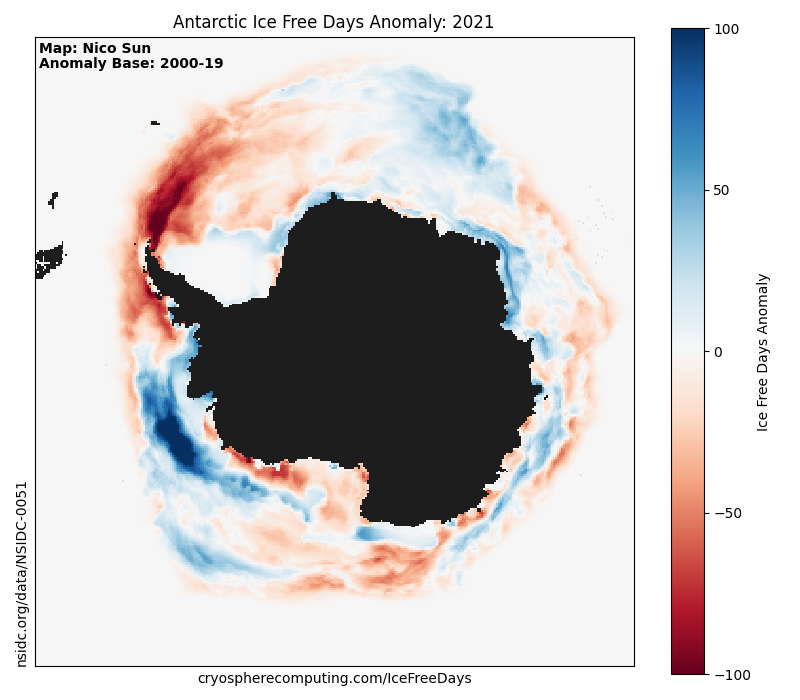 Antarctic Ice Free Days Anomaly: 2021
Map: Nico Sun
Anomaly Base: 2000-19
100
50
0
−50
−100
Ice Free Days Anomaly
nsidc.org/data/NSIDC-0051
cryospherecomputing.com/IceFreeDays